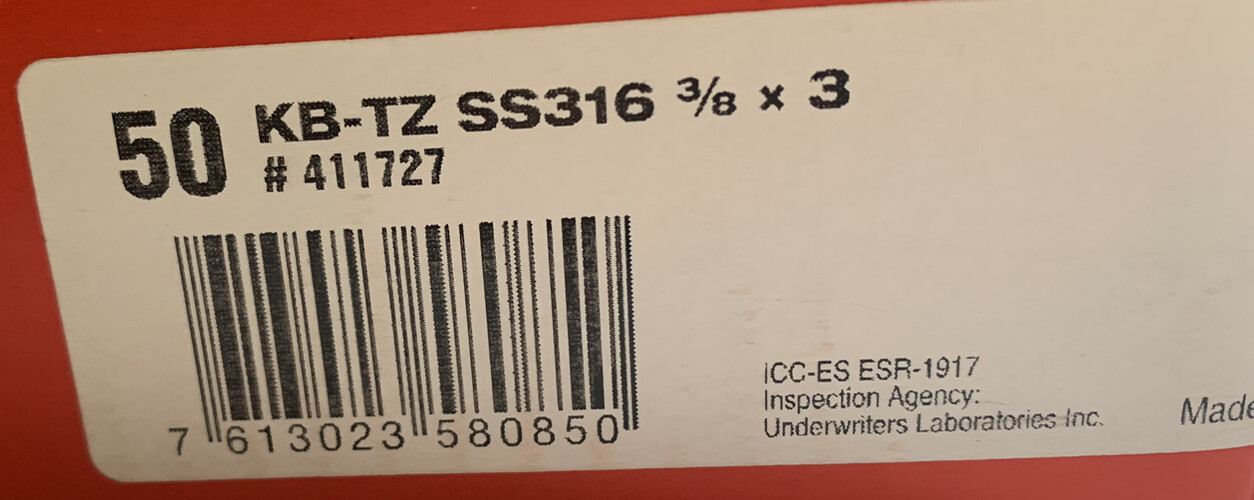 50 KB-TZ SS316 ⅜ × 3
# 411727
7 613023 580850
ICC-ES ESR-1917
Inspection Agency:
Underwriters Laboratories Inc.
Made